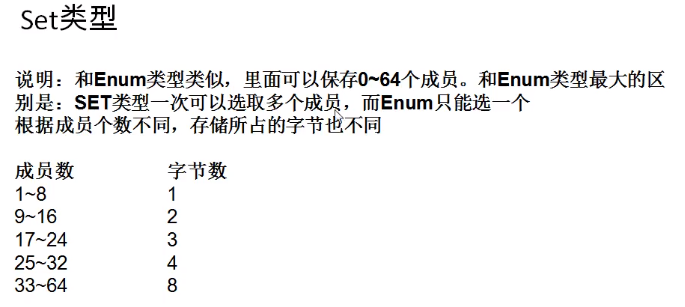 Set类型
说明：和Enum类型类似，里面可以保存0~64个成员。和Enum类型最大的区
别是：SET类型一次可以选取多个成员，而Enum只能选一个
根据成员个数不同，存储所占的字节也不同
成员数 字节数
1~8 1
9~16 2
17~24 3
25~32 4
33~64 8